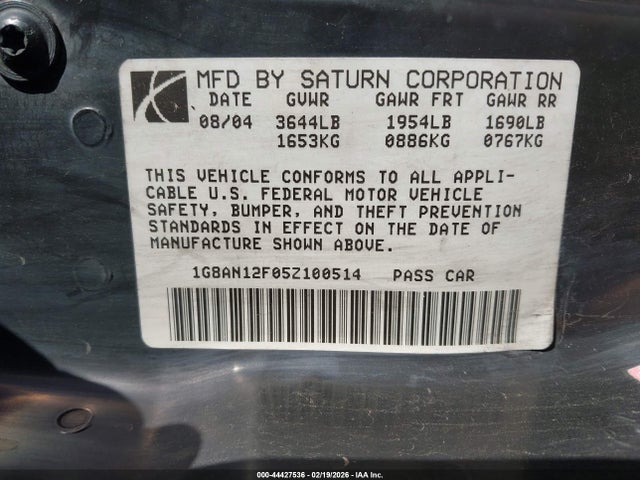 MFD BY SATURN CORPORATION
DATE GVWR GAWR FRT GAWR RR
08/04 3644LB 1954LB 1690LB
1653KG 0886KG 0767KG
THIS VEHICLE CONFORMS TO ALL APPLI-
CABLE U.S. FEDERAL MOTOR VEHICLE
SAFETY, BUMPER, AND THEFT PREVENTION
STANDARDS IN EFFECT ON THE DATE OF
MANUFACTURE SHOWN ABOVE.
1G8AN12F05Z100514 PASS CAR
000-44427536 | 02/19/2026 | IAA Inc.